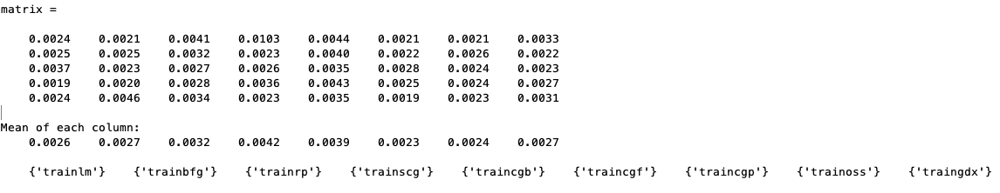 matrix =
0.0024 0.0021 0.0041 0.0103 0.0044 0.0021 0.0021 0.0033
0.0025 0.0025 0.0032 0.0023 0.0040 0.0022 0.0026 0.0022
0.0037 0.0023 0.0027 0.0026 0.0035 0.0028 0.0024 0.0023
0.0019 0.0020 0.0028 0.0036 0.0043 0.0025 0.0024 0.0027
0.0024 0.0046 0.0034 0.0023 0.0035 0.0019 0.0023 0.0031
Mean of each column:
0.0026 0.0027 0.0032 0.0042 0.0039 0.0023 0.0024 0.0027
{'trainlm'} {'trainbfg'} {'trainrp'} {'trainscg'} {'traincgb'} {'traincgf'} {'traincgp'} {'trainoss'} {'traingdx'}